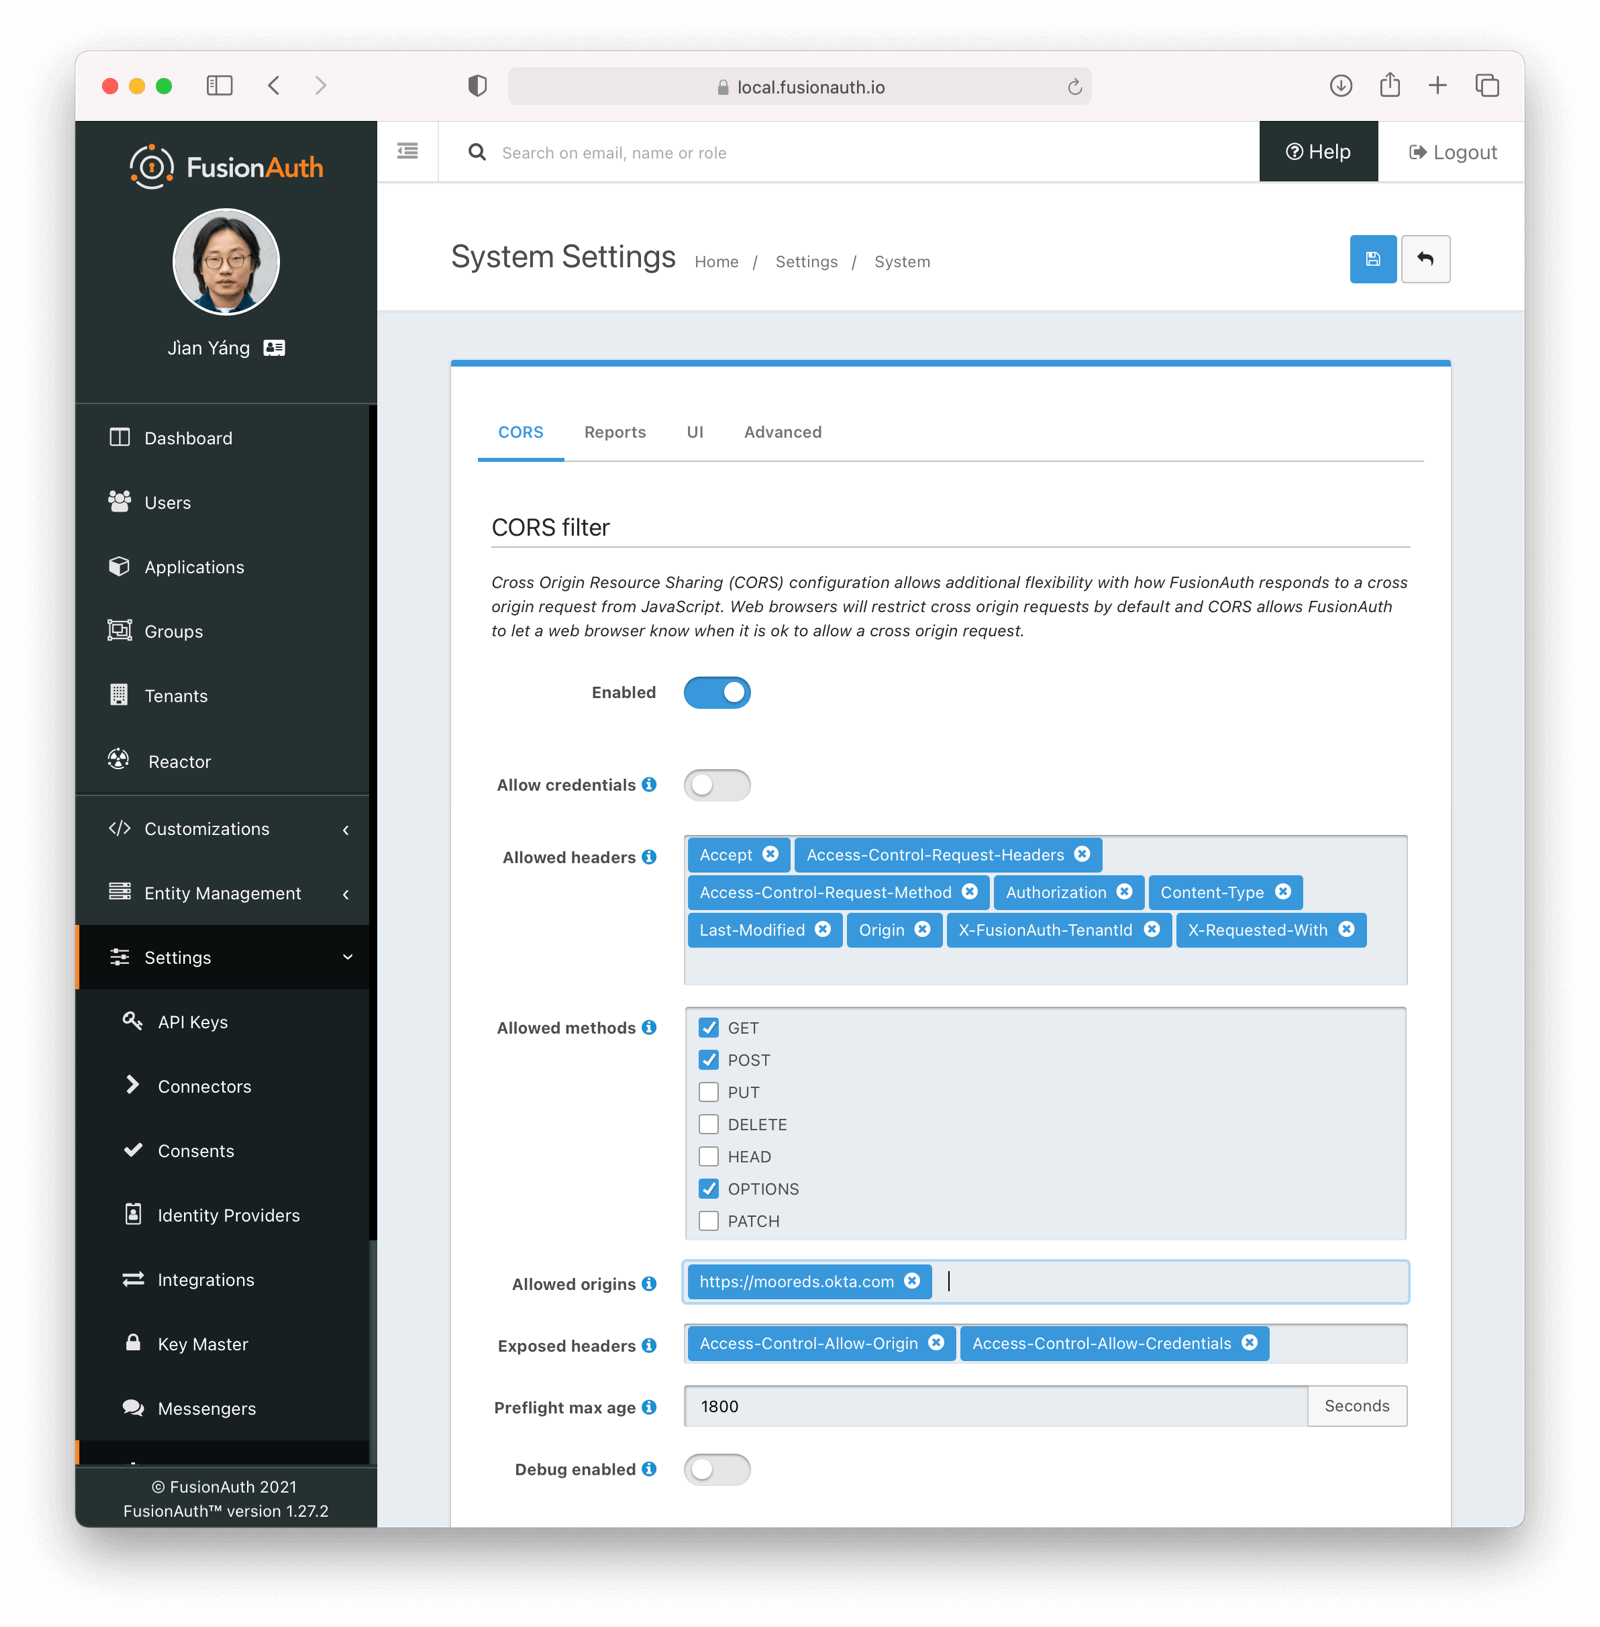 local.fusionauth.io
FusionAuth
Search on email, name or role
Help
Logout
Jìan Yáng
System Settings
Home / Settings / System
Dashboard
Users
Applications
Groups
Tenants
Reactor
Customizations
Entity Management
Settings
API Keys
Connectors
Consents
Identity Providers
Integrations
Key Master
Messengers
© FusionAuth 2021
FusionAuth™ version 1.27.2
CORS Reports UI Advanced
CORS filter
Cross Origin Resource Sharing (CORS) configuration allows additional flexibility with how FusionAuth responds to a cross
origin request from JavaScript. Web browsers will restrict cross origin requests by default and CORS allows FusionAuth
to let a web browser know when it is ok to allow a cross origin request.
Enabled
Allow credentials
Allowed headers
Accept Access-Control-Request-Headers
Access-Control-Request-Method Authorization Content-Type
Last-Modified Origin X-FusionAuth-TenantId X-Requested-With
Allowed methods
GET
POST
PUT
DELETE
HEAD
OPTIONS
PATCH
Allowed origins https://mooreds.okta.com
Exposed headers Access-Control-Allow-Origin Access-Control-Allow-Credentials
Preflight max age 1800 Seconds
Debug enabled